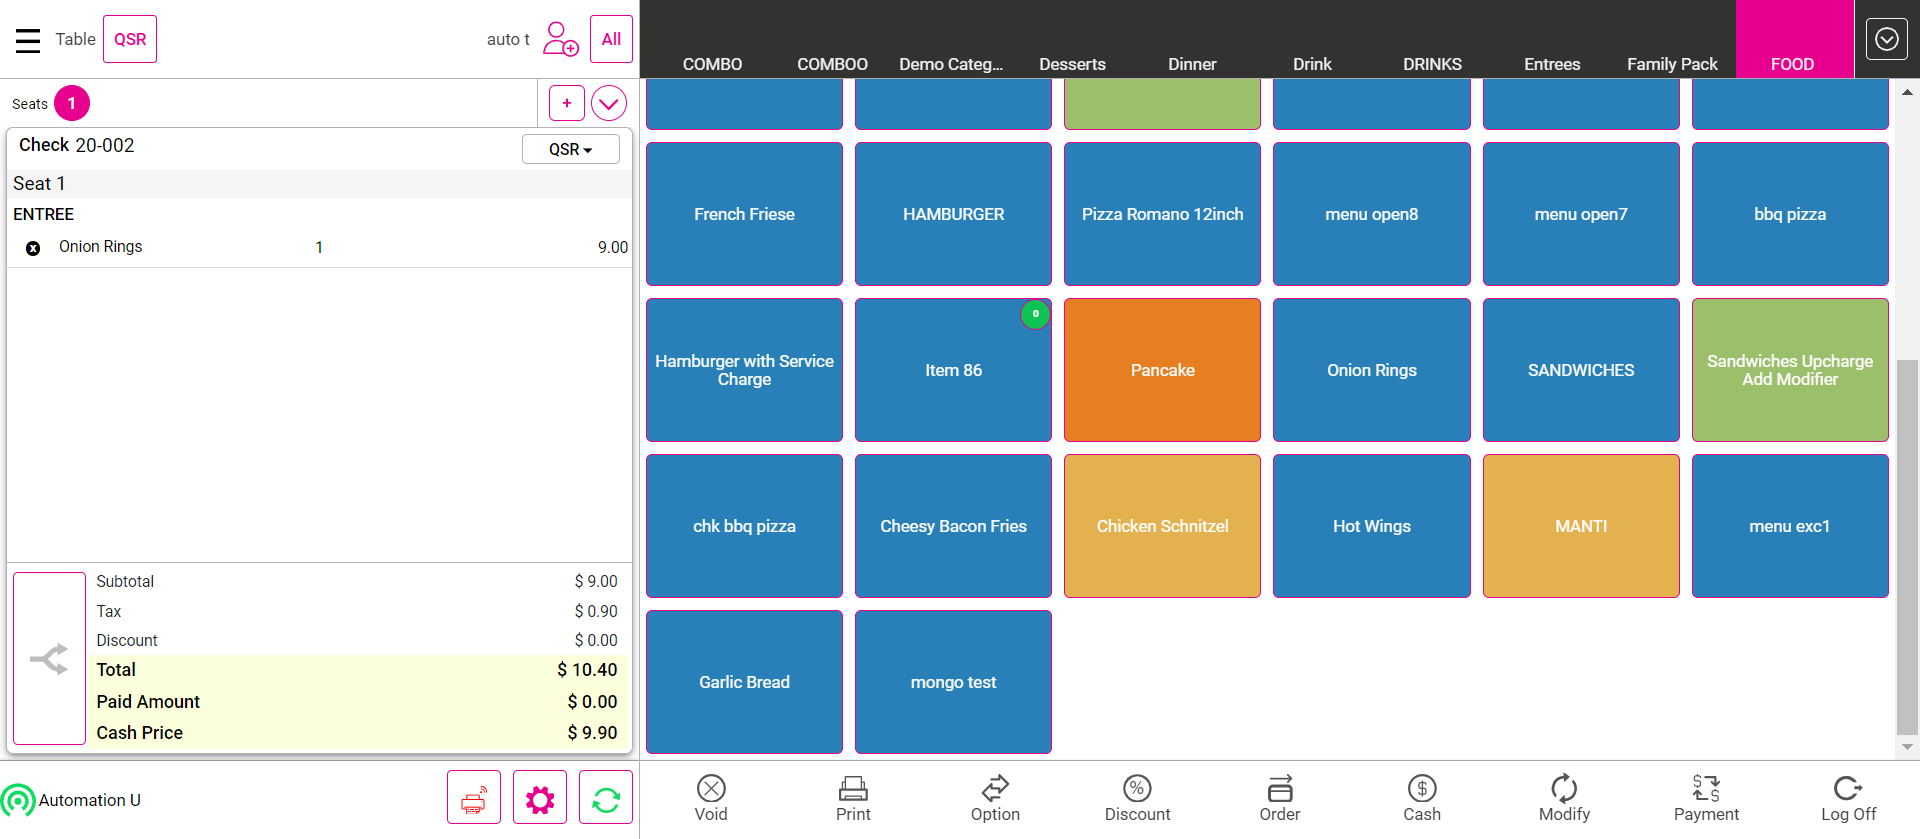 Table
QSR
auto t
All
COMBO
COMBOO
Demo Categ...
Desserts
Dinner
Drink
DRINKS
Entrees
Family Pack
FOOD
Seats
1
+
Check 20-002
QSR
Seat 1
ENTREE
x
Onion Rings
1
9.00
French Friese
HAMBURGER
Pizza Romano 12inch
menu open8
menu open7
bbq pizza
Hamburger with Service
Charge
0
Item 86
Pancake
Onion Rings
SANDWICHES
Sandwiches Upcharge
Add Modifier
chk bbq pizza
Cheesy Bacon Fries
Chicken Schnitzel
Hot Wings
MANTI
menu exc1
Garlic Bread
mongo test
Subtotal $ 9.00
Tax $ 0.90
Discount $ 0.00
Total $ 10.40
Paid Amount $ 0.00
Cash Price $ 9.90
Automation U
Void
Print
Option
%
Discount
Order
$
Cash
Modify
$
S
Payment
Log Off